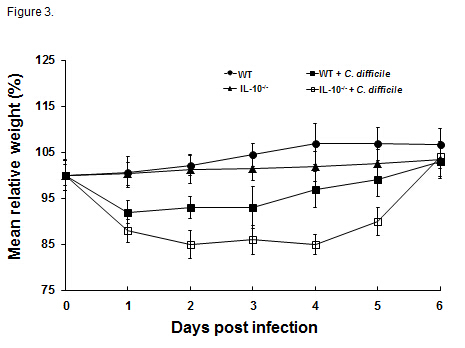 Figure 3.
125
115
105
95
85
75
Mean relative weight (%)
WT
WT + C. difficile
IL-10-/-
IL-10-/- + C. difficile
0 1 2 3 4 5 6
Days post infection